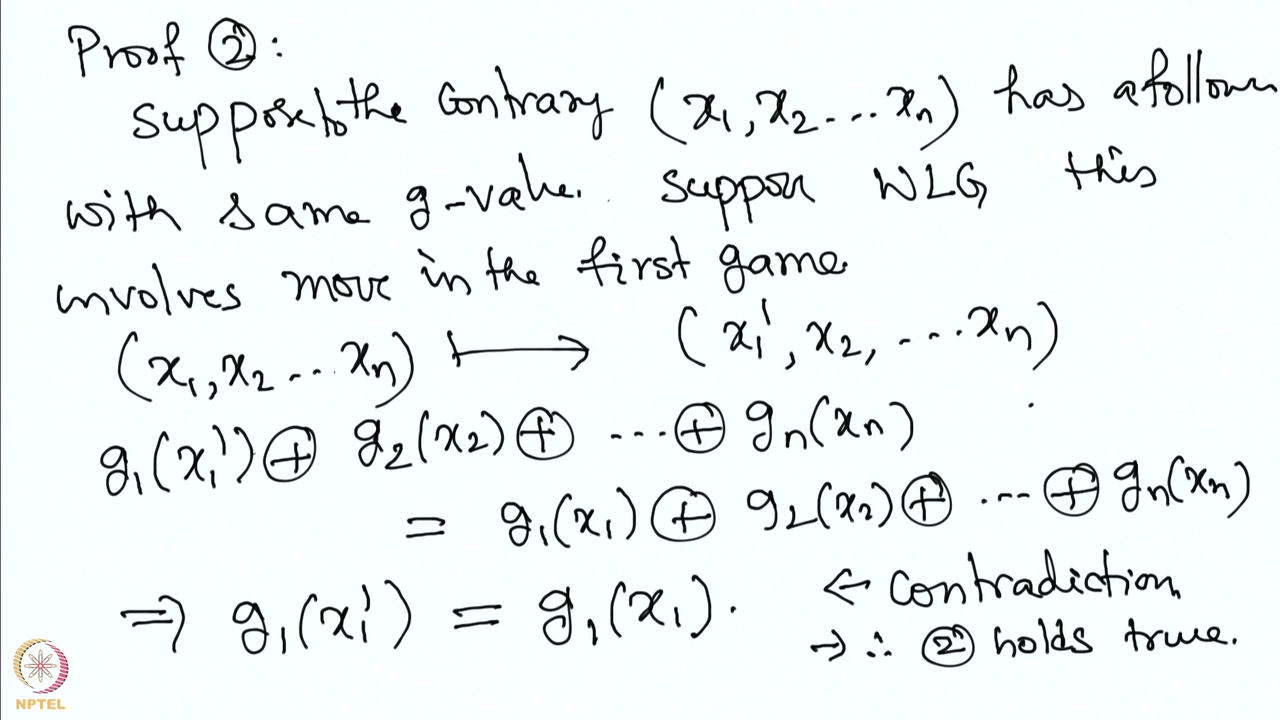 Proof ②:
Suppose to the Contrary (x₁, x₂ ... xₙ) has a follower
with same g-value. Suppose WLG, this
involves move in the first game
(x₁, x₂ ... xₙ) ⟼ (x₁', x₂, ... xₙ)
g₁(x₁') ⊕ g₂(x₂) ⊕ ... ⊕ gₙ(xₙ)
= g₁(x₁) ⊕ g₂(x₂) ⊕ ... ⊕ gₙ(xₙ)
⇒ g₁(x₁') = g₁(x₁). ← Contradiction
→ ∴ ② holds true.
NPTEL